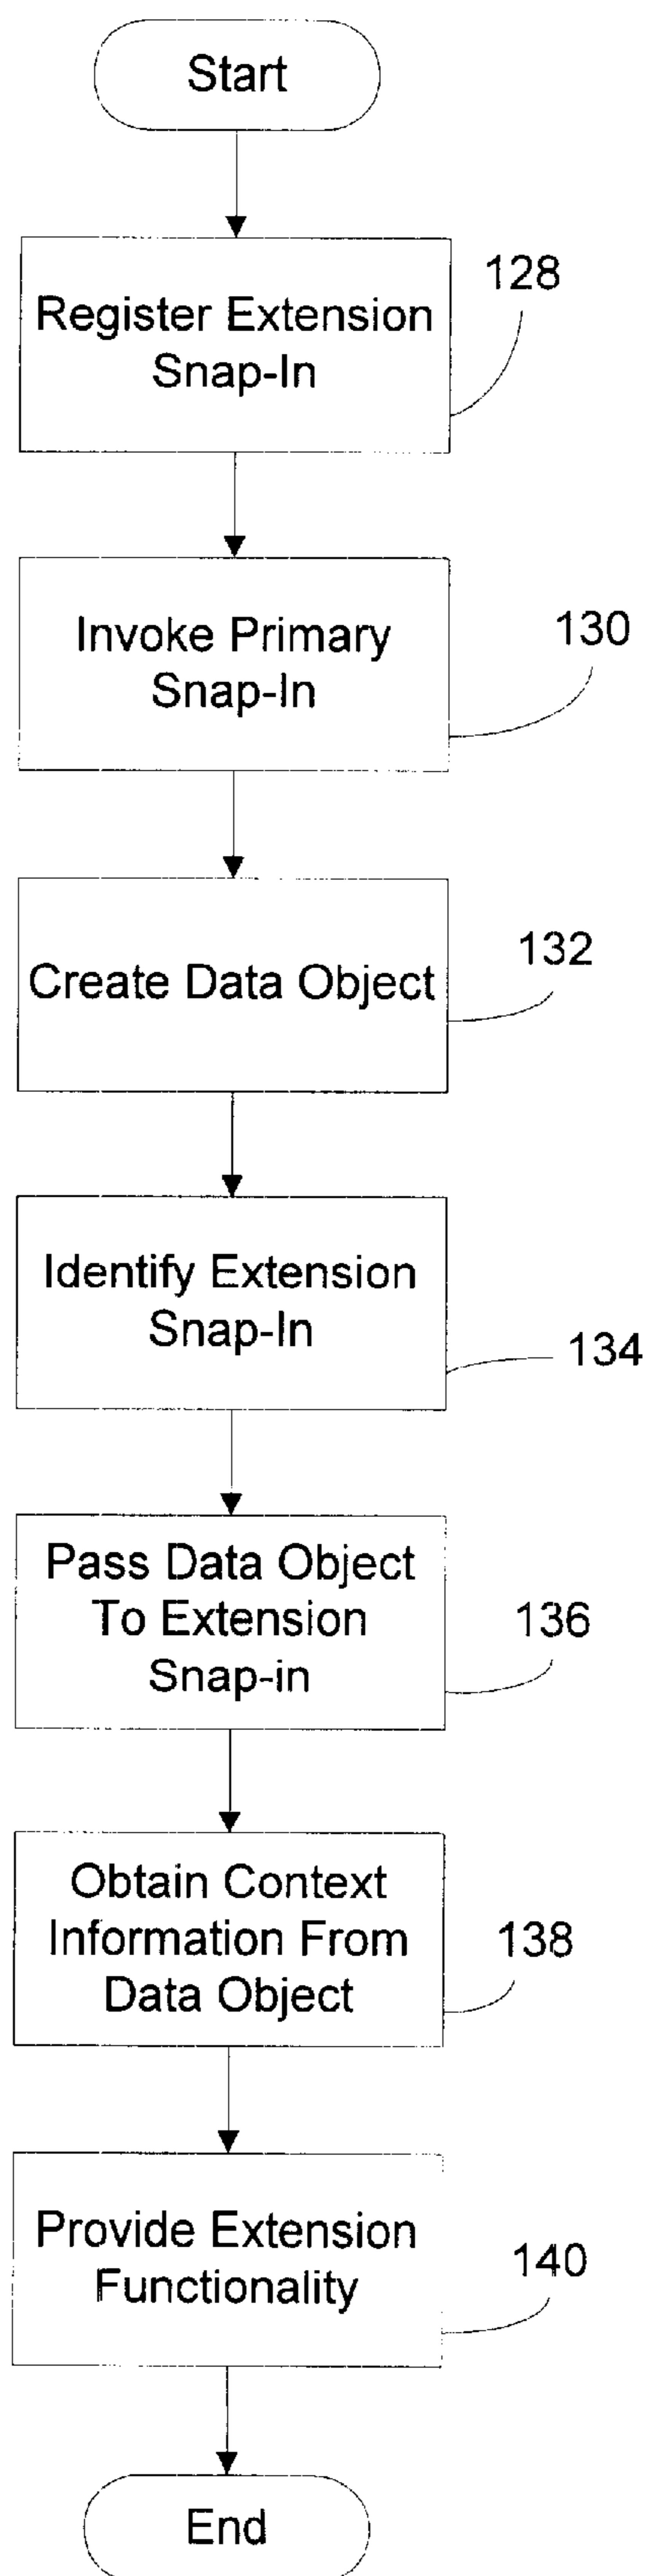 Start
Register Extension
Snap-In
128
Invoke Primary
Snap-In
130
Create Data Object
132
Identify Extension
Snap-In
134
Pass Data Object
To Extension
Snap-in
136
Obtain Context
Information From
Data Object
138
Provide Extension
Functionality
140
End